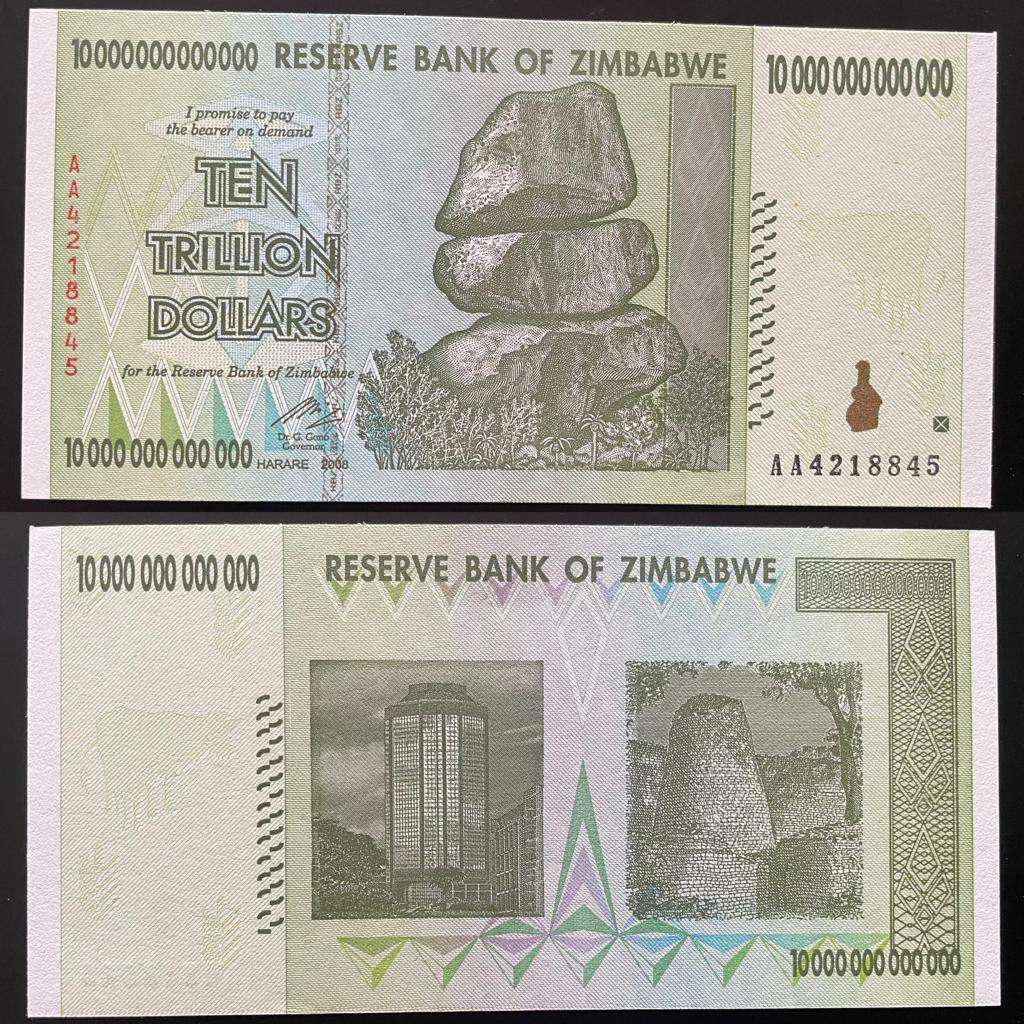 10 000 000 000 000 RESERVE BANK OF ZIMBABWE
10 000 000 000 000
I promise to pay
the bearer on demand
TEN
TRILLION
DOLLARS
for the Reserve Bank of Zimbabwe
Dr. G. Gono
Governor
HARARE 2008
10 000 000 000 000
AA4218845
RBZ
AA4218845
10 000 000 000 000
RESERVE BANK OF ZIMBABWE
10 000 000 000 000
10 000 000 000 000